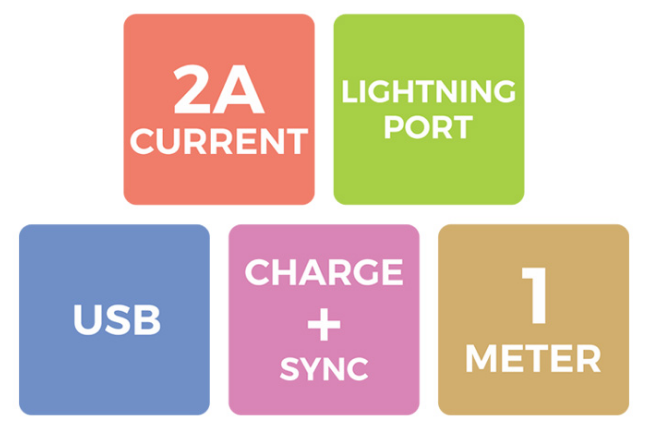 2A
CURRENT
LIGHTNING
PORT
USB
CHARGE
+
SYNC
1
METER